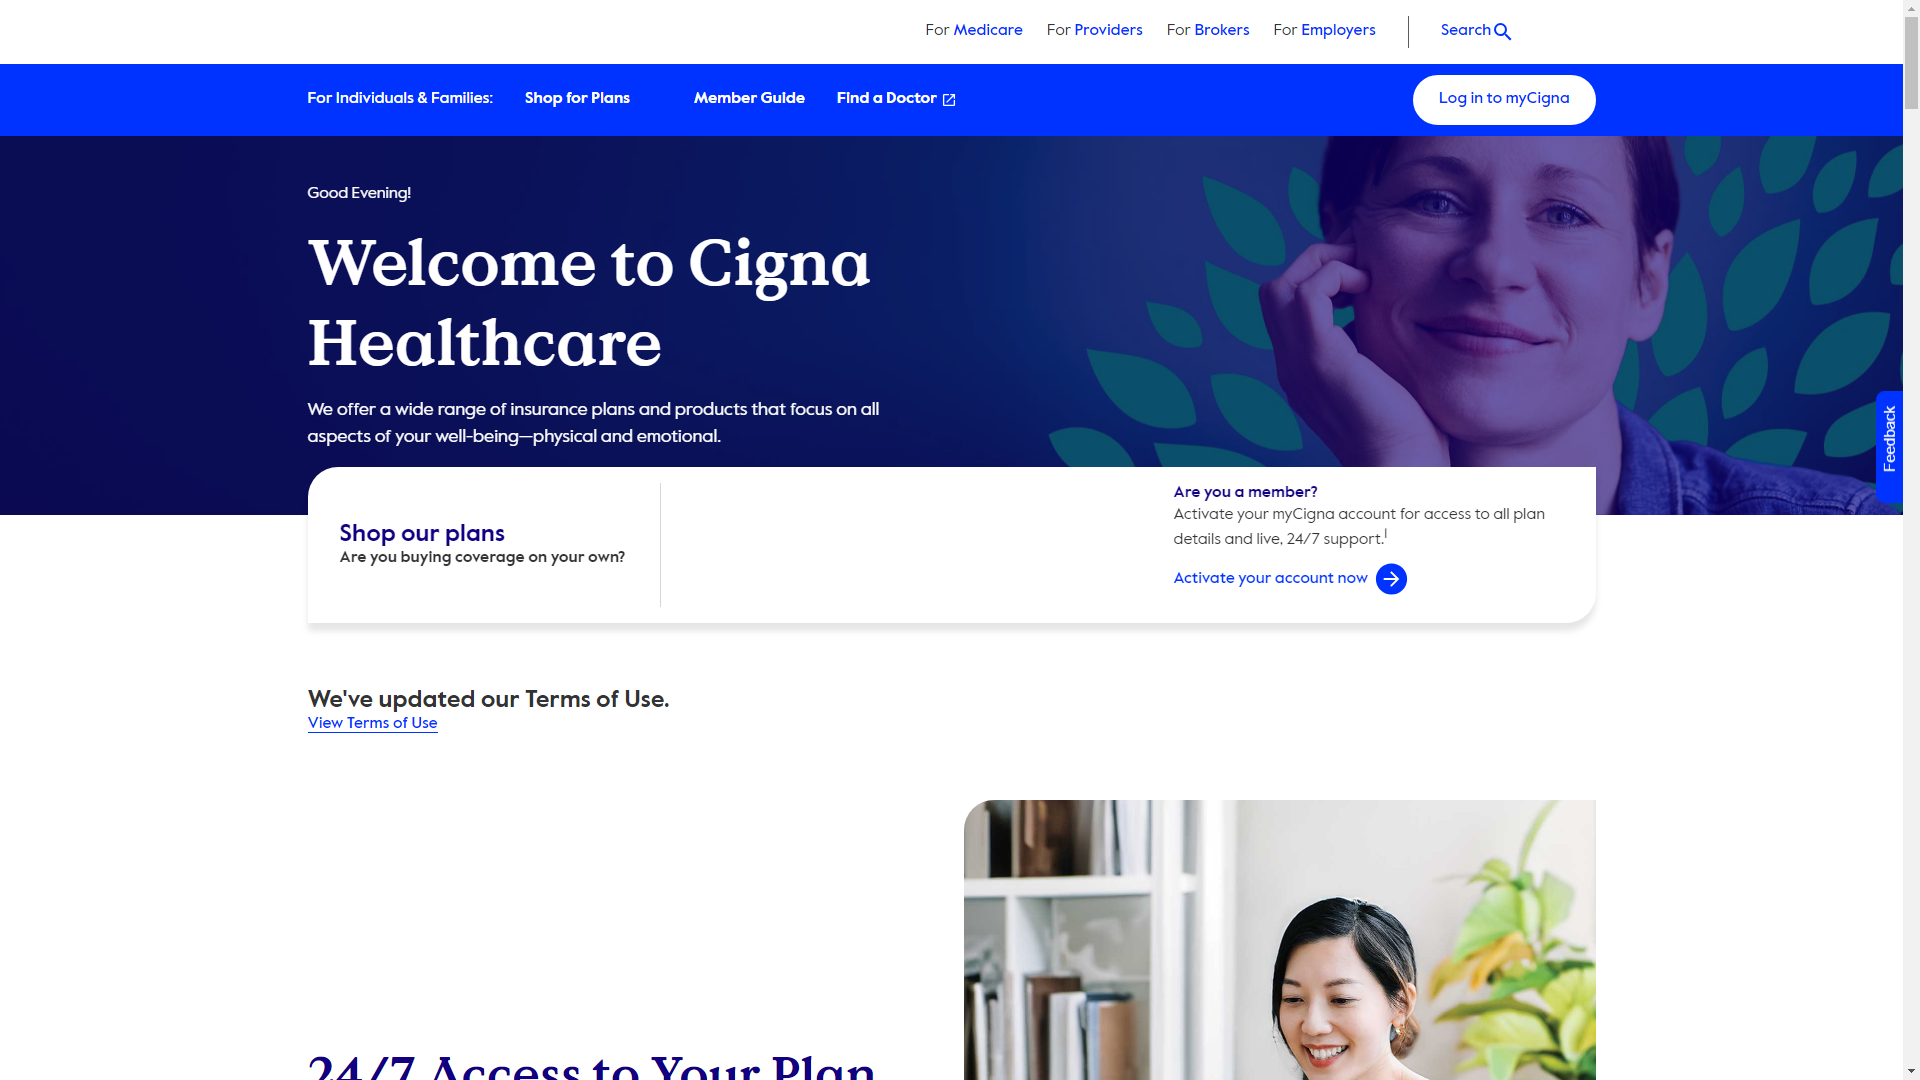 For Medicare For Providers For Brokers For Employers Search
For Individuals & Families: Shop for Plans Member Guide Find a Doctor Log in to myCigna
Good Evening!
Welcome to Cigna
Healthcare
We offer a wide range of insurance plans and products that focus on all
aspects of your well-being—physical and emotional.
Feedback
Shop our plans
Are you buying coverage on your own?
Are you a member?
Activate your myCigna account for access to all plan
details and live, 24/7 support.1
Activate your account now
We've updated our Terms of Use.
View Terms of Use
24/7 Access to Your Plan